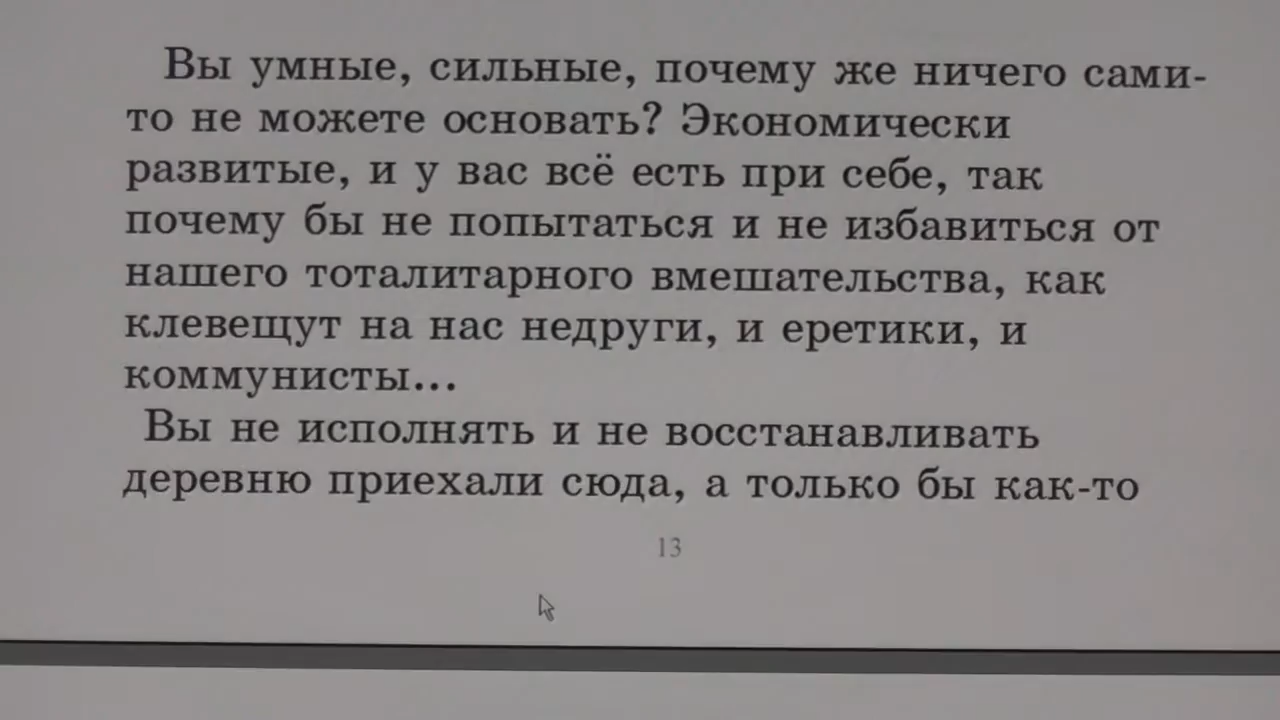 Вы умные, сильные, почему же ничего сами-
то не можете основать? Экономически
развитые, и у вас всё есть при себе, так
почему бы не попытаться и не избавиться от
нашего тоталитарного вмешательства, как
клевещут на нас недруги, и еретики, и
коммунисты...
Вы не исполнять и не восстанавливать
деревню приехали сюда, а только бы как-то
13